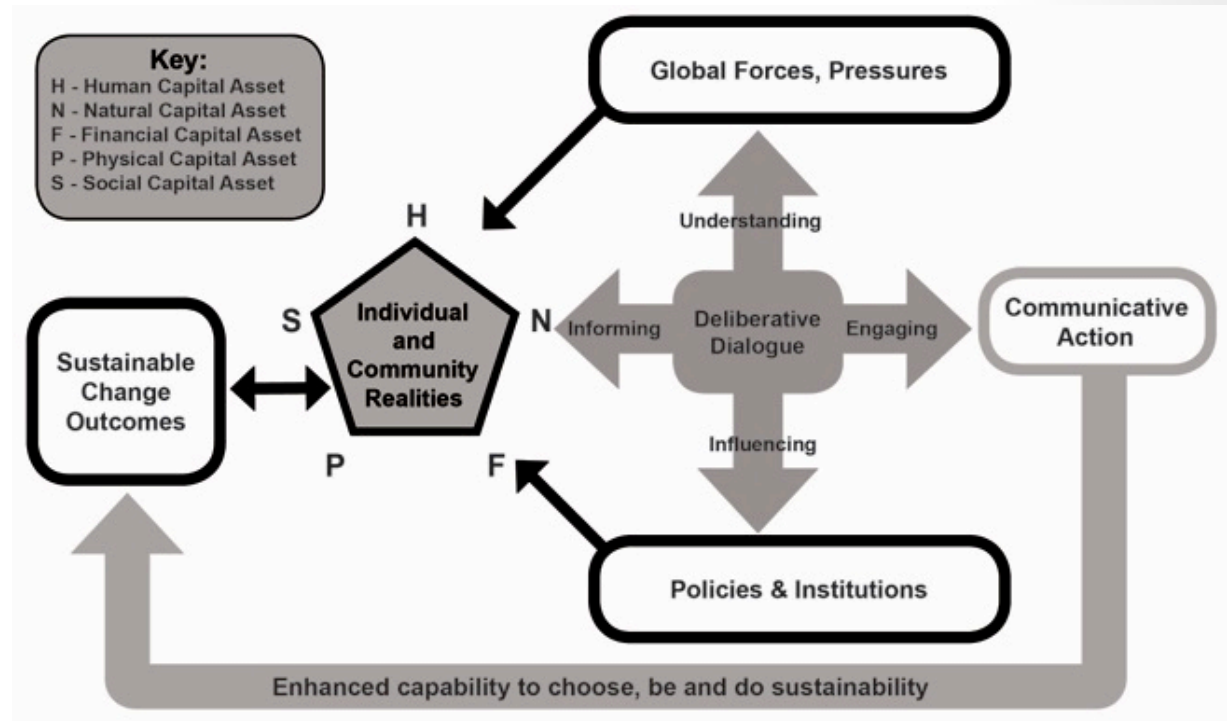 Key:
H - Human Capital Asset
N - Natural Capital Asset
F - Financial Capital Asset
P - Physical Capital Asset
S - Social Capital Asset
Global Forces, Pressures
Understanding
H
S
N
Individual
and
Community
Realities
P
F
Informing
Deliberative
Dialogue
Engaging
Communicative
Action
Sustainable
Change
Outcomes
Influencing
Policies & Institutions
Enhanced capability to choose, be and do sustainability